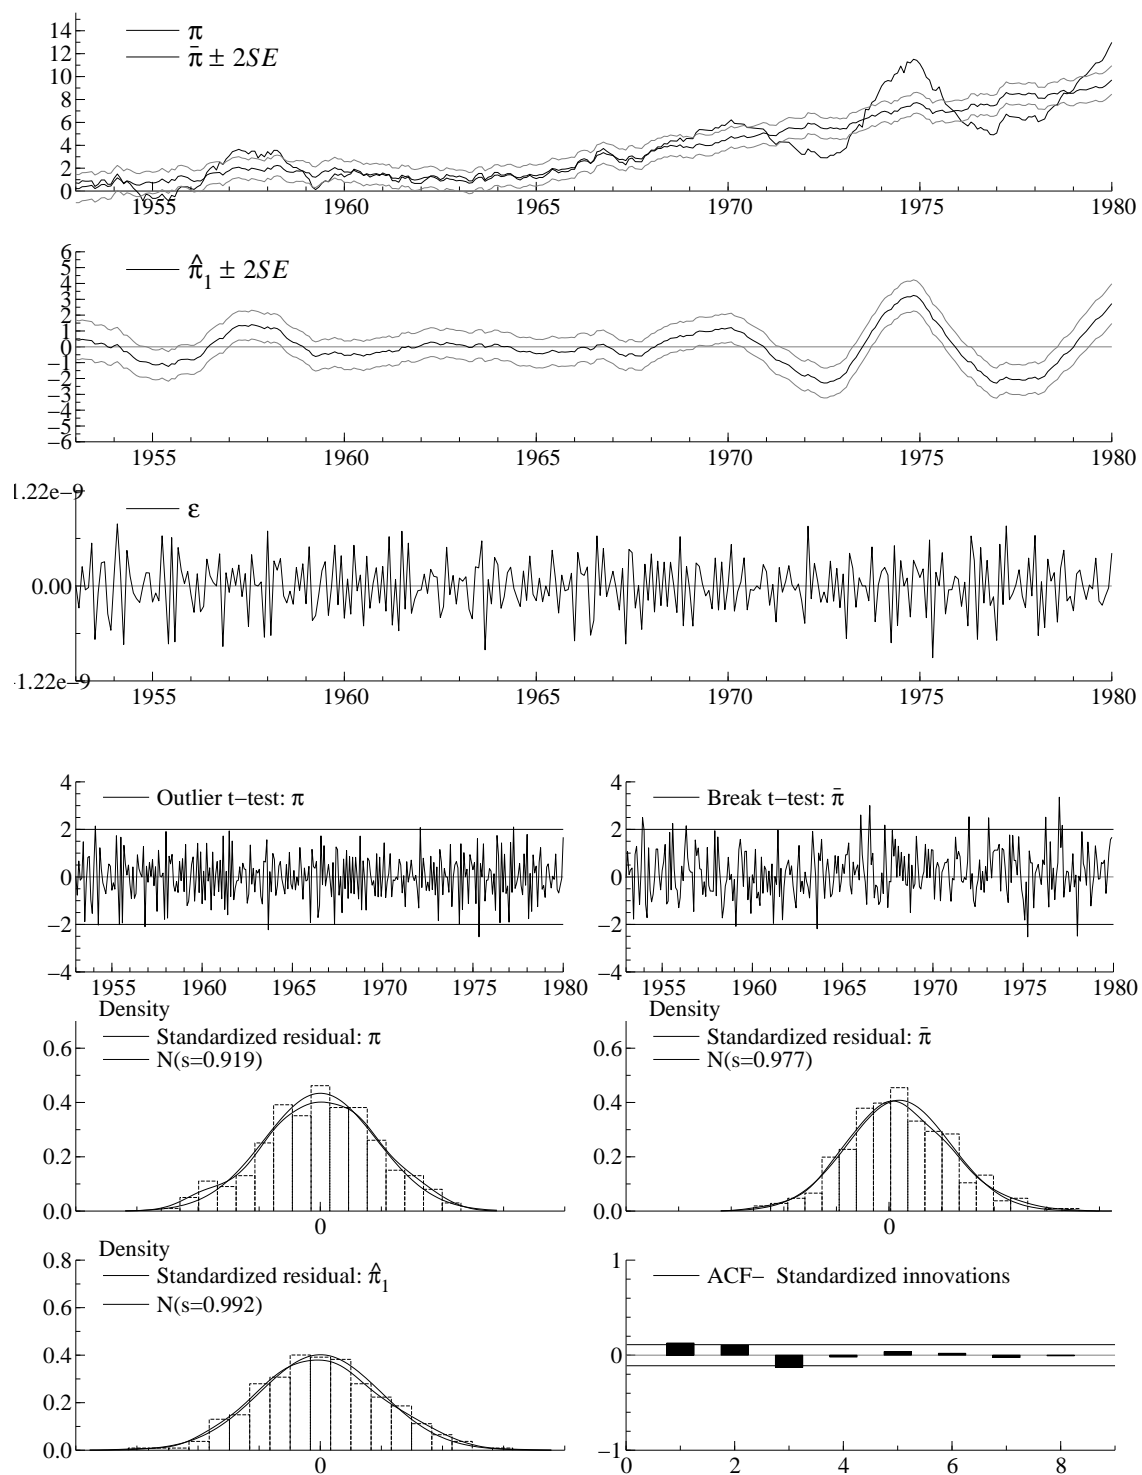 14
12
10
8
6
4
2
0
π
π̄ ± 2SE
1955 1960 1965 1970 1975 1980
6
5
4
3
2
1
0
−1
−2
−3
−4
−5
−6
π̂1 ± 2SE
1955 1960 1965 1970 1975 1980
1.22e−9
0.00
-1.22e−9
ε
1955 1960 1965 1970 1975 1980
4
2
0
−2
−4
Outlier t−test: π
1955 1960 1965 1970 1975 1980
4
2
0
−2
−4
Break t−test: π̄
1955 1960 1965 1970 1975 1980
Density
0.6
0.4
0.2
0.0
Standardized residual: π
N(s=0.919)
0
Density
0.6
0.4
0.2
0.0
Standardized residual: π̄
N(s=0.977)
0
Density
0.8
0.6
0.4
0.2
0.0
Standardized residual: π̂1
N(s=0.992)
0
1
0
−1
ACF− Standardized innovations
0 2 4 6 8